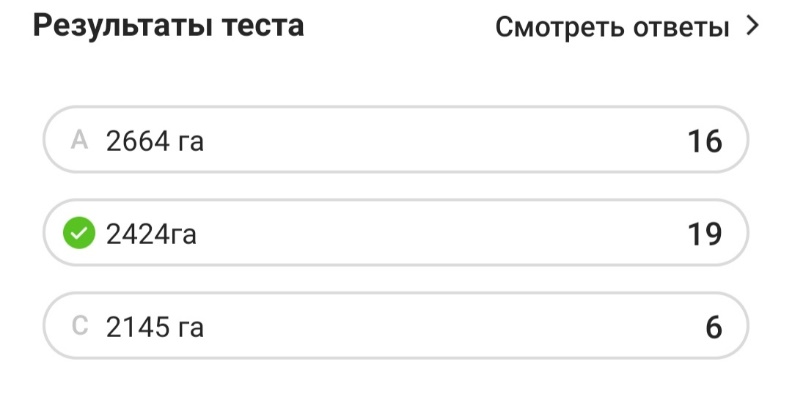 Результаты теста
Смотреть ответы
A 2664 га 16
2424га 19
C 2145 га 6